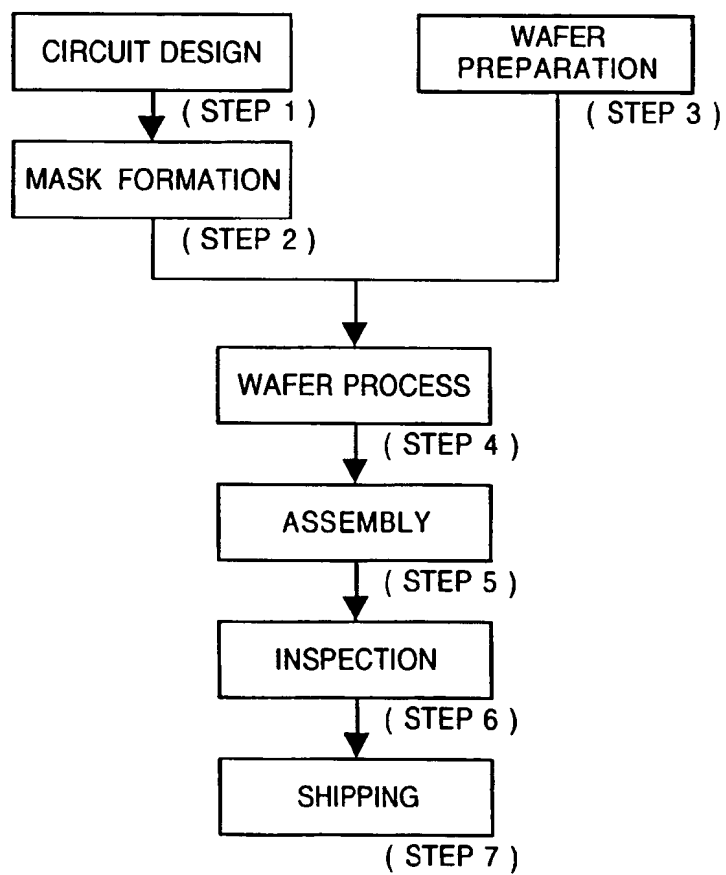 CIRCUIT DESIGN
( STEP 1 )
MASK FORMATION
( STEP 2 )
WAFER
PREPARATION
( STEP 3 )
WAFER PROCESS
( STEP 4 )
ASSEMBLY
( STEP 5 )
INSPECTION
( STEP 6 )
SHIPPING
( STEP 7 )